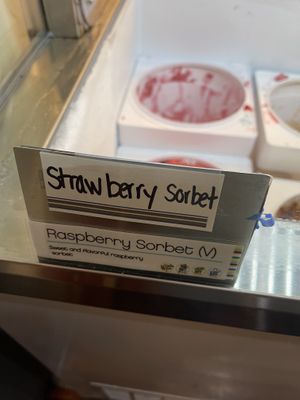 Strawberry Sorbet
Raspberry Sorbet (V)
Sweet and flavorful raspberry
sorbet